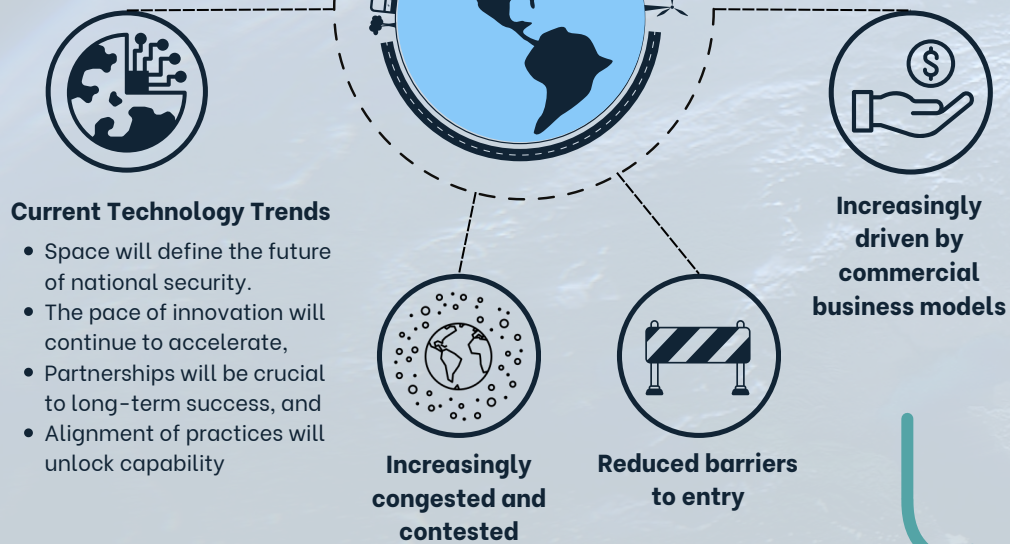 Current Technology Trends
• Space will define the future
of national security.
• The pace of innovation will
continue to accelerate,
• Partnerships will be crucial
to long-term success, and
• Alignment of practices will
unlock capability
Increasingly
congested and
contested
Reduced barriers
to entry
$
Increasingly
driven by
commercial
business models